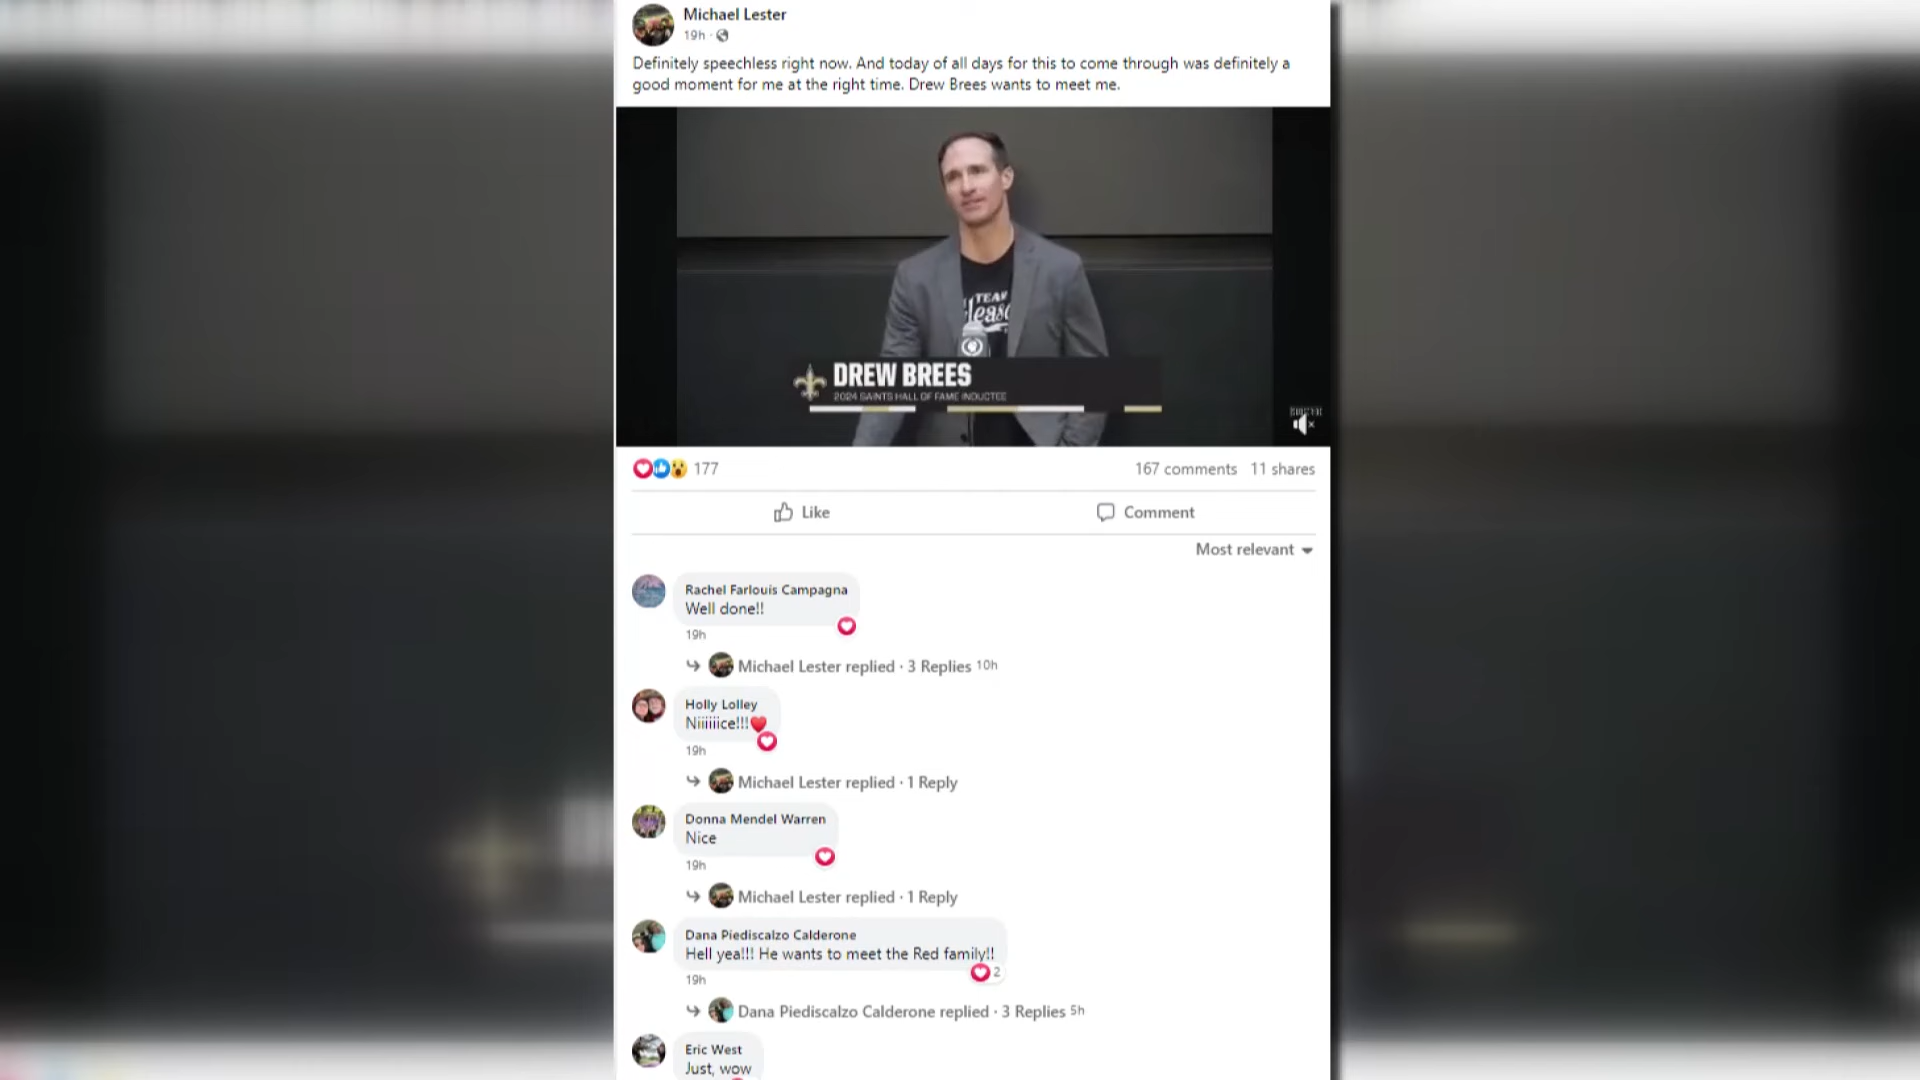 Michael Lester
19h ·
Definitely speechless right now. And today of all days for this to come through was definitely a
good moment for me at the right time. Drew Brees wants to meet me.
TEAM
leas
DREW BREES
2024 SAINTS HALL OF FAME INDUCTEE
177
167 comments 11 shares
Like Comment
Most relevant
Rachel Farlouis Campagna
Well done!!
19h
Michael Lester replied · 3 Replies 10h
Holly Lolley
Niiiiiice!!!
19h
Michael Lester replied · 1 Reply
Donna Mendel Warren
Nice
19h
Michael Lester replied · 1 Reply
Dana Piediscalzo Calderone
Hell yea!!! He wants to meet the Red family!!
2
19h
Dana Piediscalzo Calderone replied · 3 Replies 5h
Eric West
Just, wow